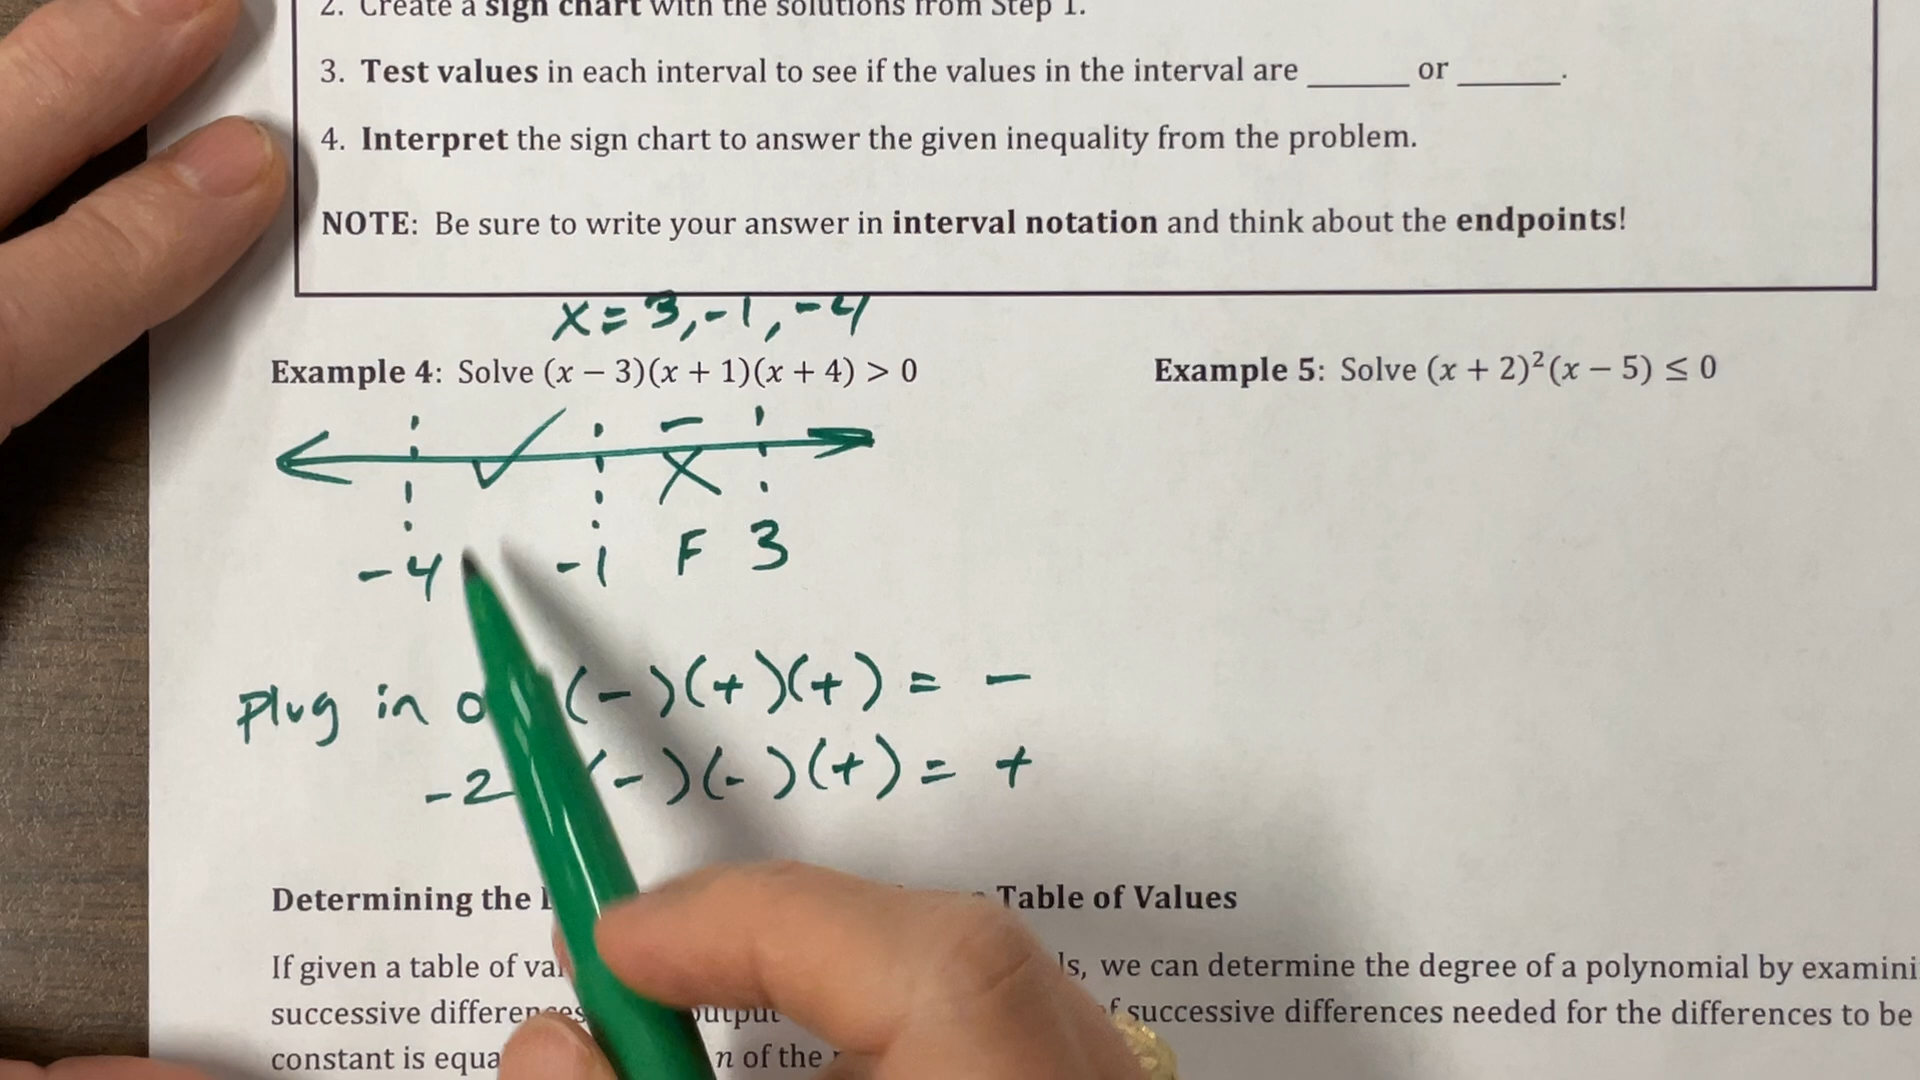 2. Create a sign chart with the solutions from Step 1.
3. Test values in each interval to see if the values in the interval are ______ or ______.
4. Interpret the sign chart to answer the given inequality from the problem.
NOTE: Be sure to write your answer in interval notation and think about the endpoints!
x = 3, -1, -4
Example 4: Solve (x − 3)(x + 1)(x + 4) > 0
Example 5: Solve (x + 2)² (x − 5) ≤ 0
✓ − X
-4 -1 F 3
Plug in 0 (-)(+)(+) = -
-2 (-)(-)(+) = +
Determining the Table of Values
If given a table of we can determine the degree of a polynomial by
successive of successive differences needed for the differences to be
constant is n of the